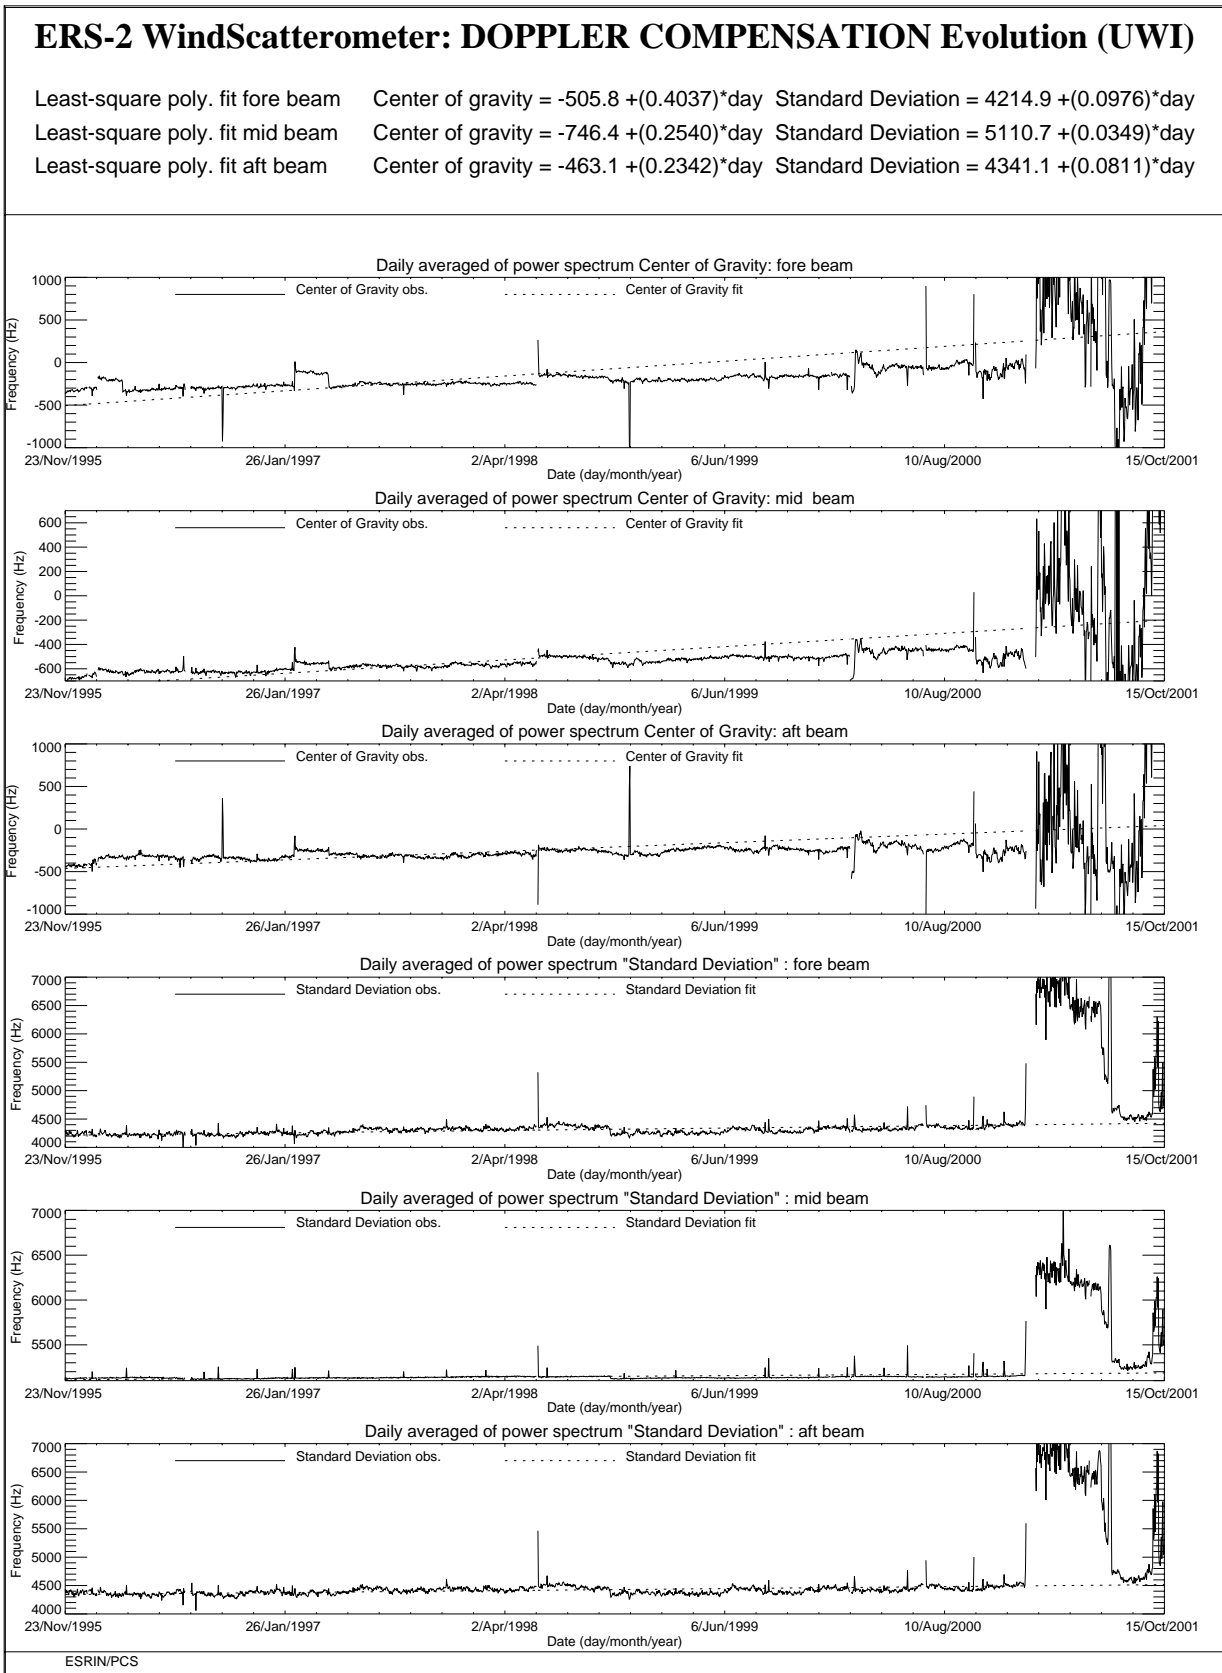 ERS-2 WindScatterometer: DOPPLER COMPENSATION Evolution (UWI)
Least-square poly. fit fore beam Center of gravity = -505.8 +(0.4037)*day Standard Deviation = 4214.9 +(0.0976)*day
Least-square poly. fit mid beam Center of gravity = -746.4 +(0.2540)*day Standard Deviation = 5110.7 +(0.0349)*day
Least-square poly. fit aft beam Center of gravity = -463.1 +(0.2342)*day Standard Deviation = 4341.1 +(0.0811)*day
Daily averaged of power spectrum Center of Gravity: fore beam
Center of Gravity obs. Center of Gravity fit
Frequency (Hz)
1000
500
0
-500
-1000
23/Nov/1995 26/Jan/1997 2/Apr/1998 6/Jun/1999 10/Aug/2000 15/Oct/2001
Date (day/month/year)
Daily averaged of power spectrum Center of Gravity: mid beam
Center of Gravity obs. Center of Gravity fit
Frequency (Hz)
600
400
200
0
-200
-400
-600
23/Nov/1995 26/Jan/1997 2/Apr/1998 6/Jun/1999 10/Aug/2000 15/Oct/2001
Date (day/month/year)
Daily averaged of power spectrum Center of Gravity: aft beam
Center of Gravity obs. Center of Gravity fit
Frequency (Hz)
1000
500
0
-500
-1000
23/Nov/1995 26/Jan/1997 2/Apr/1998 6/Jun/1999 10/Aug/2000 15/Oct/2001
Date (day/month/year)
Daily averaged of power spectrum "Standard Deviation" : fore beam
Standard Deviation obs. Standard Deviation fit
Frequency (Hz)
7000
6500
6000
5500
5000
4500
4000
23/Nov/1995 26/Jan/1997 2/Apr/1998 6/Jun/1999 10/Aug/2000 15/Oct/2001
Date (day/month/year)
Daily averaged of power spectrum "Standard Deviation" : mid beam
Standard Deviation obs. Standard Deviation fit
Frequency (Hz)
7000
6500
6000
5500
23/Nov/1995 26/Jan/1997 2/Apr/1998 6/Jun/1999 10/Aug/2000 15/Oct/2001
Date (day/month/year)
Daily averaged of power spectrum "Standard Deviation" : aft beam
Standard Deviation obs. Standard Deviation fit
Frequency (Hz)
7000
6500
6000
5500
5000
4500
4000
23/Nov/1995 26/Jan/1997 2/Apr/1998 6/Jun/1999 10/Aug/2000 15/Oct/2001
Date (day/month/year)
ESRIN/PCS